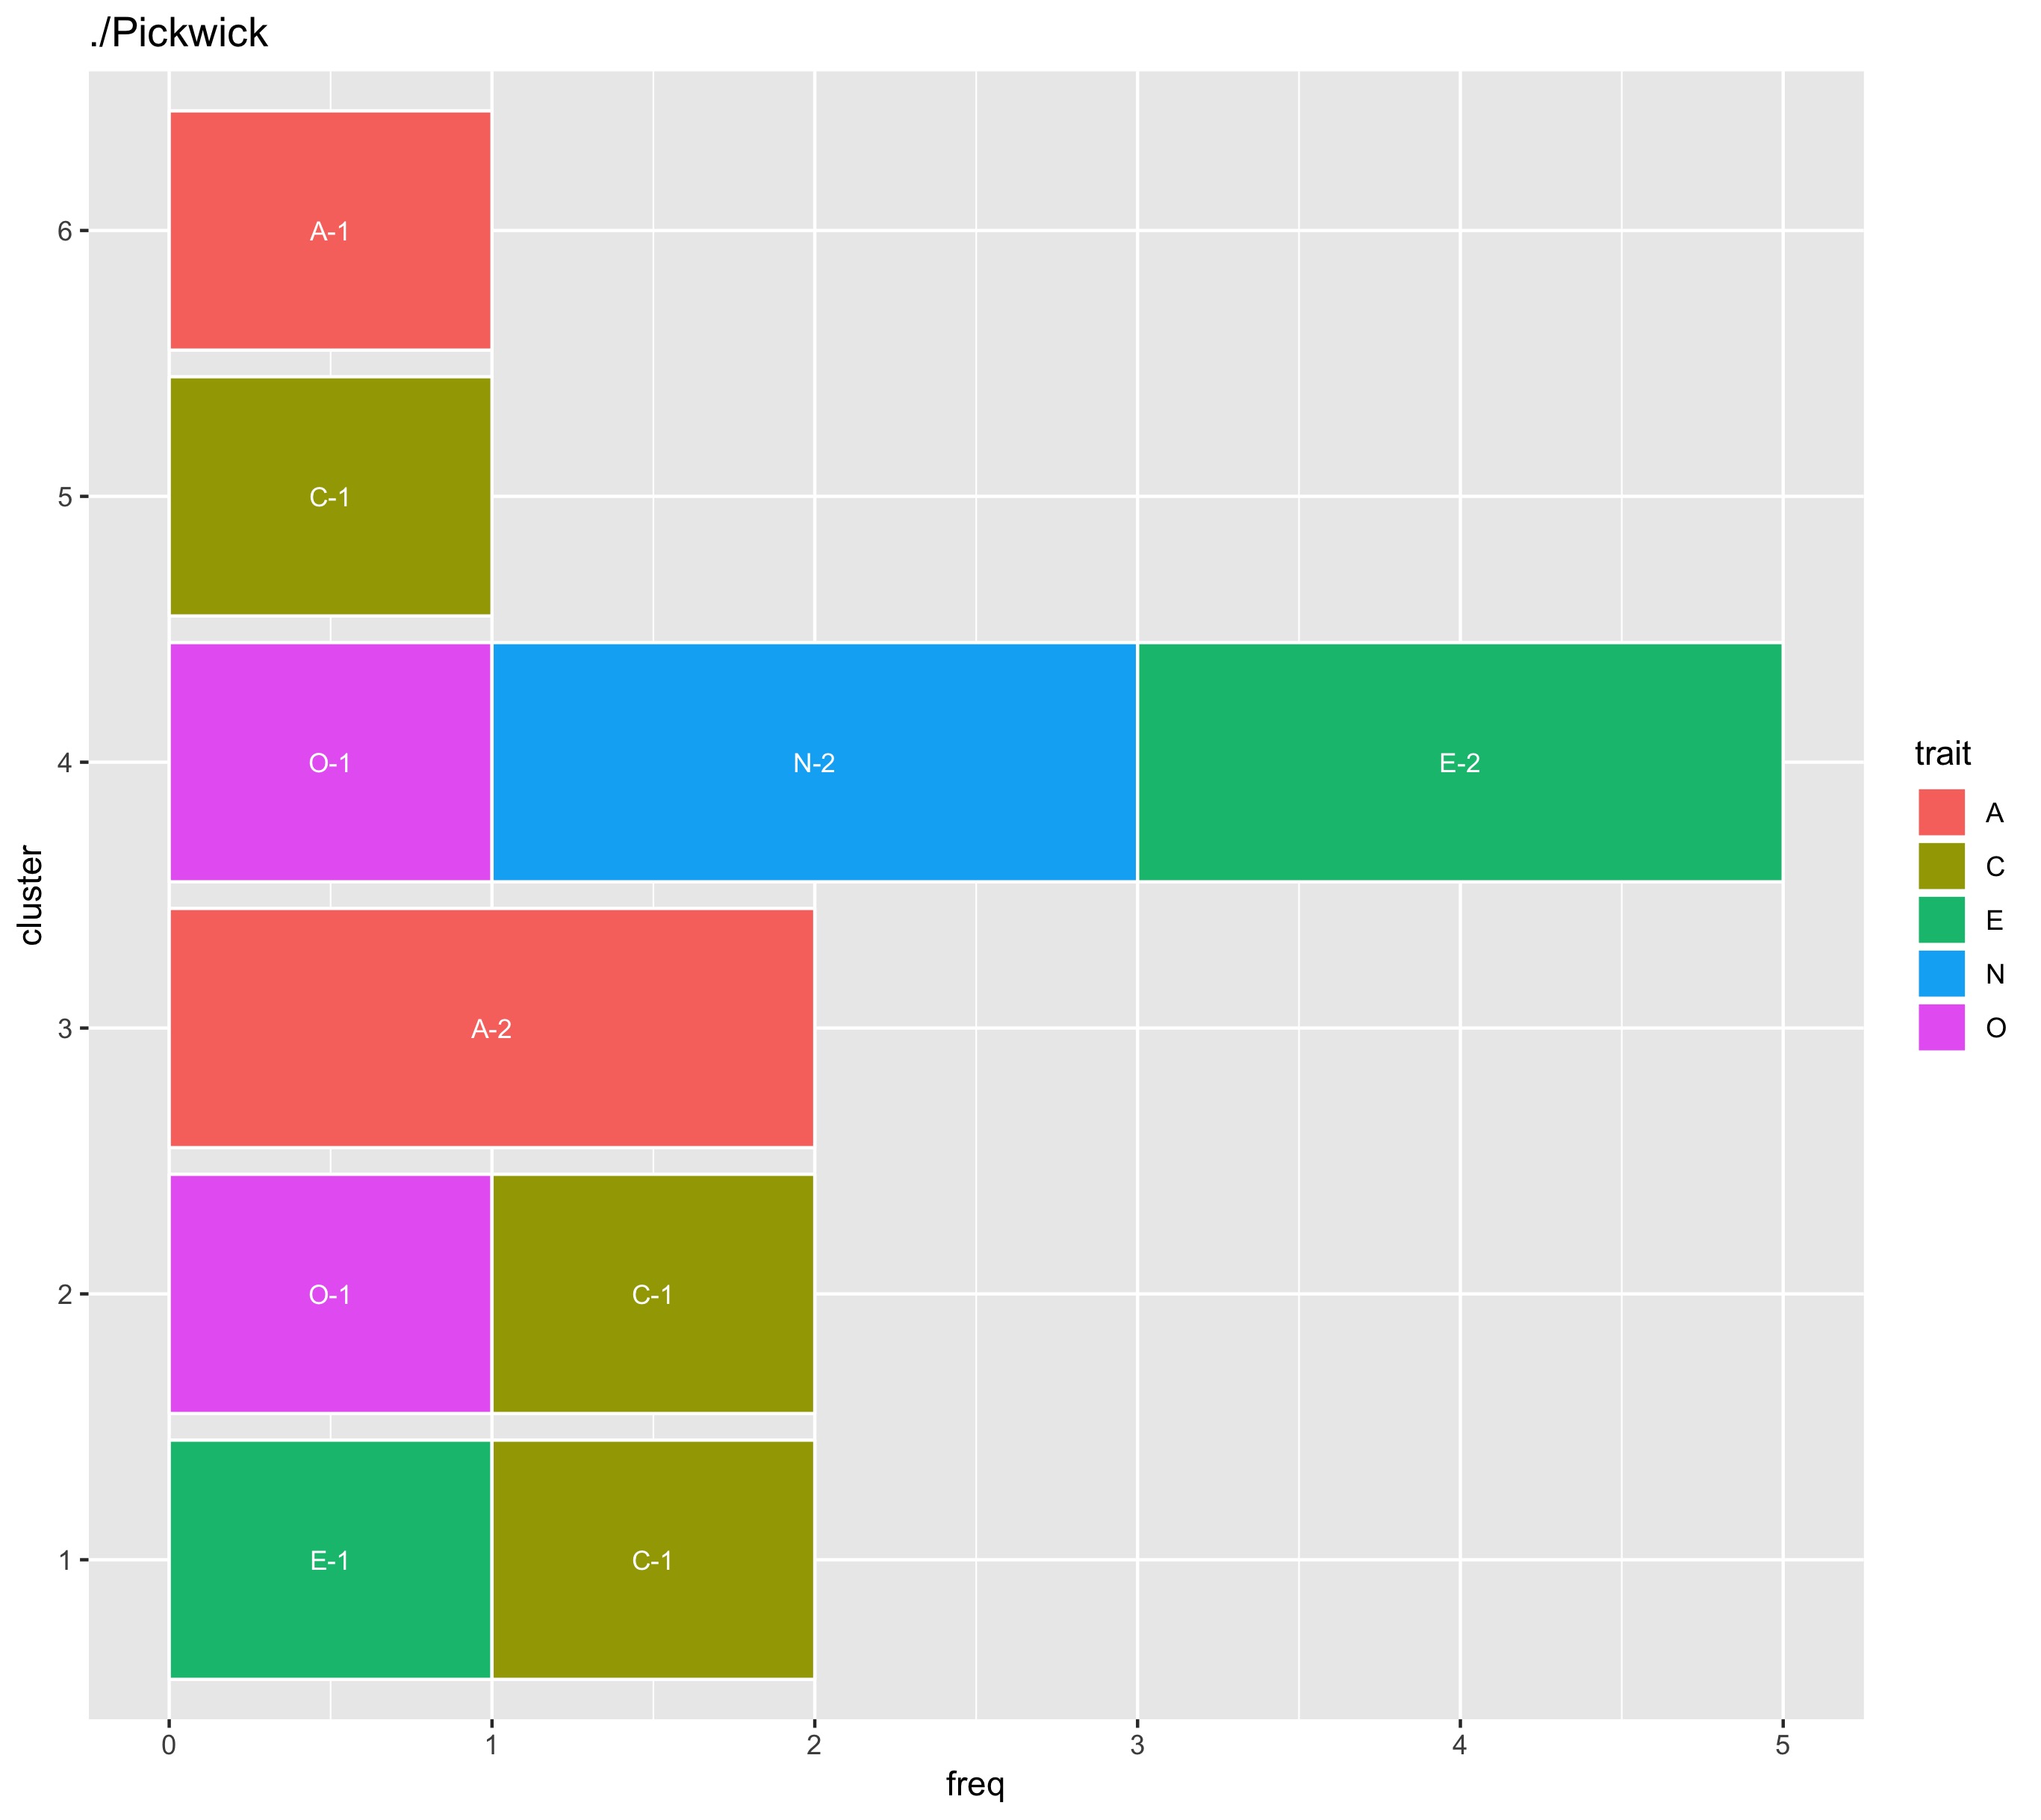 ./Pickwick
6
A-1
5
C-1
4
O-1 N-2 E-2
3
A-2
2
O-1 C-1
1
E-1 C-1
0 1 2 3 4 5
freq
cluster
trait
A
C
E
N
O